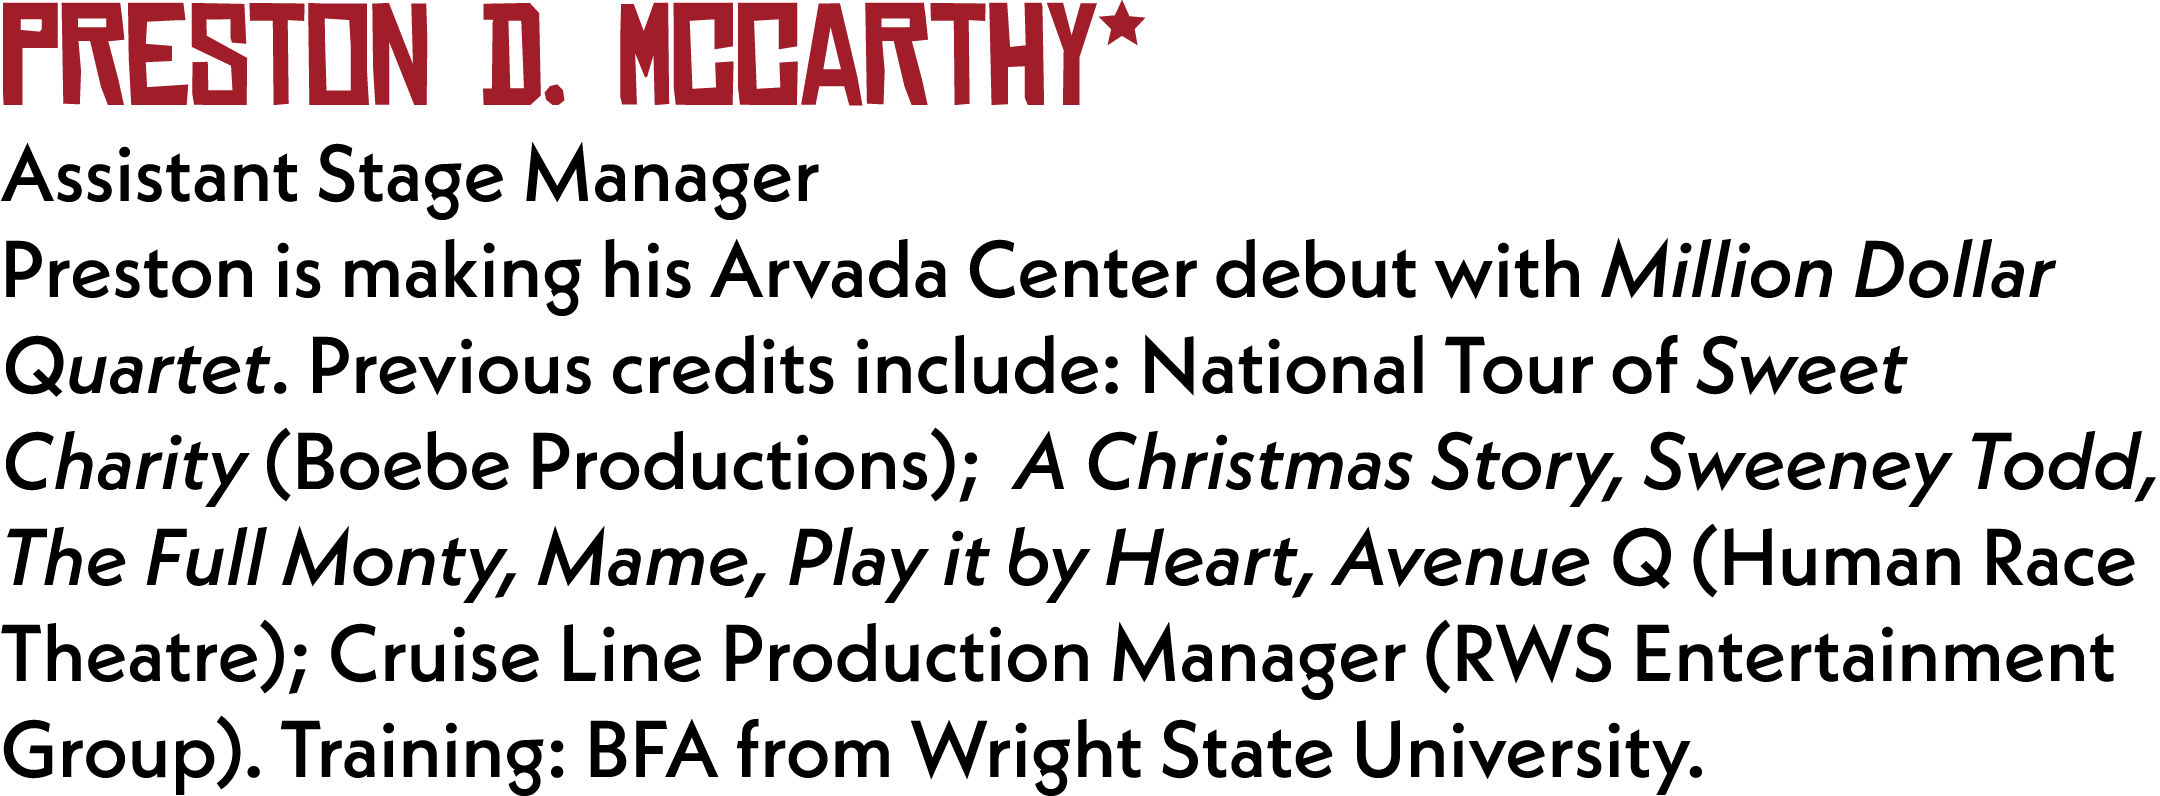 PRESTON D. MCCARTHY★
Assistant Stage Manager
Preston is making his Arvada Center debut with Million Dollar
Quartet. Previous credits include: National Tour of Sweet
Charity (Boebe Productions);  A Christmas Story, Sweeney Todd,
The Full Monty, Mame, Play it by Heart, Avenue Q (Human Race
Theatre); Cruise Line Production Manager (RWS Entertainment
Group). Training: BFA from Wright State University.